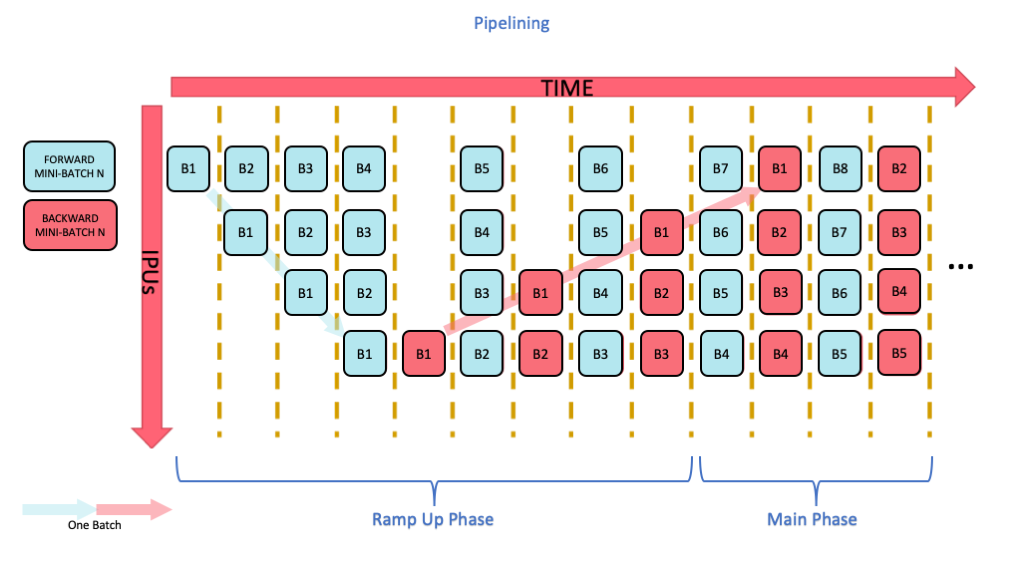 Pipelining
TIME
FORWARD
MINI-BATCH N
BACKWARD
MINI-BATCH N
IPUs
B1 B2 B3 B4 B5 B6 B7 B1 B8 B2
B1 B2 B3 B4 B5 B1 B6 B2 B7 B3
B1 B2 B3 B1 B4 B2 B5 B3 B6 B4
B1 B1 B2 B2 B3 B3 B4 B4 B5 B5
...
Ramp Up Phase
Main Phase
One Batch